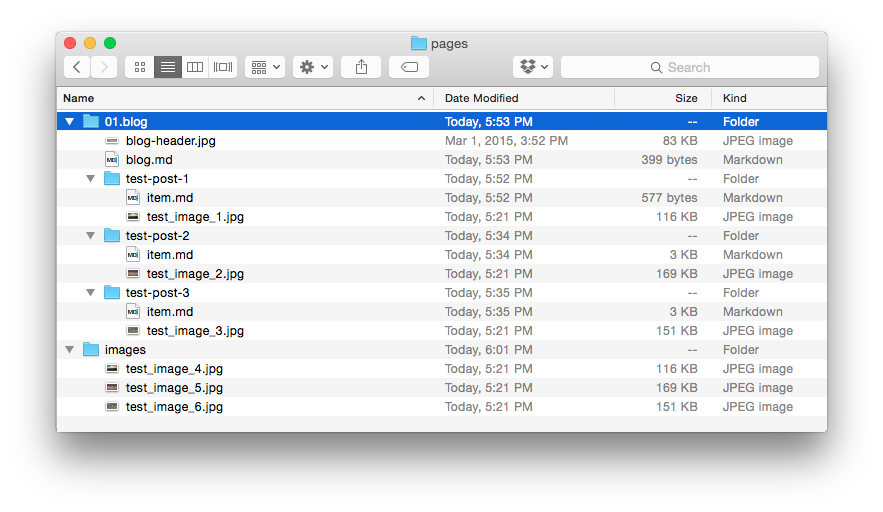 pages
Search
Name Date Modified Size Kind
01.blog Today, 5:53 PM -- Folder
blog-header.jpg Mar 1, 2015, 3:52 PM 83 KB JPEG image
blog.md Today, 5:53 PM 399 bytes Markdown
test-post-1 Today, 5:52 PM -- Folder
item.md Today, 5:52 PM 577 bytes Markdown
test_image_1.jpg Today, 5:21 PM 116 KB JPEG image
test-post-2 Today, 5:34 PM -- Folder
item.md Today, 5:34 PM 3 KB Markdown
test_image_2.jpg Today, 5:21 PM 169 KB JPEG image
test-post-3 Today, 5:35 PM -- Folder
item.md Today, 5:35 PM 3 KB Markdown
test_image_3.jpg Today, 5:21 PM 151 KB JPEG image
images Today, 6:01 PM -- Folder
test_image_4.jpg Today, 5:21 PM 116 KB JPEG image
test_image_5.jpg Today, 5:21 PM 169 KB JPEG image
test_image_6.jpg Today, 5:21 PM 151 KB JPEG image